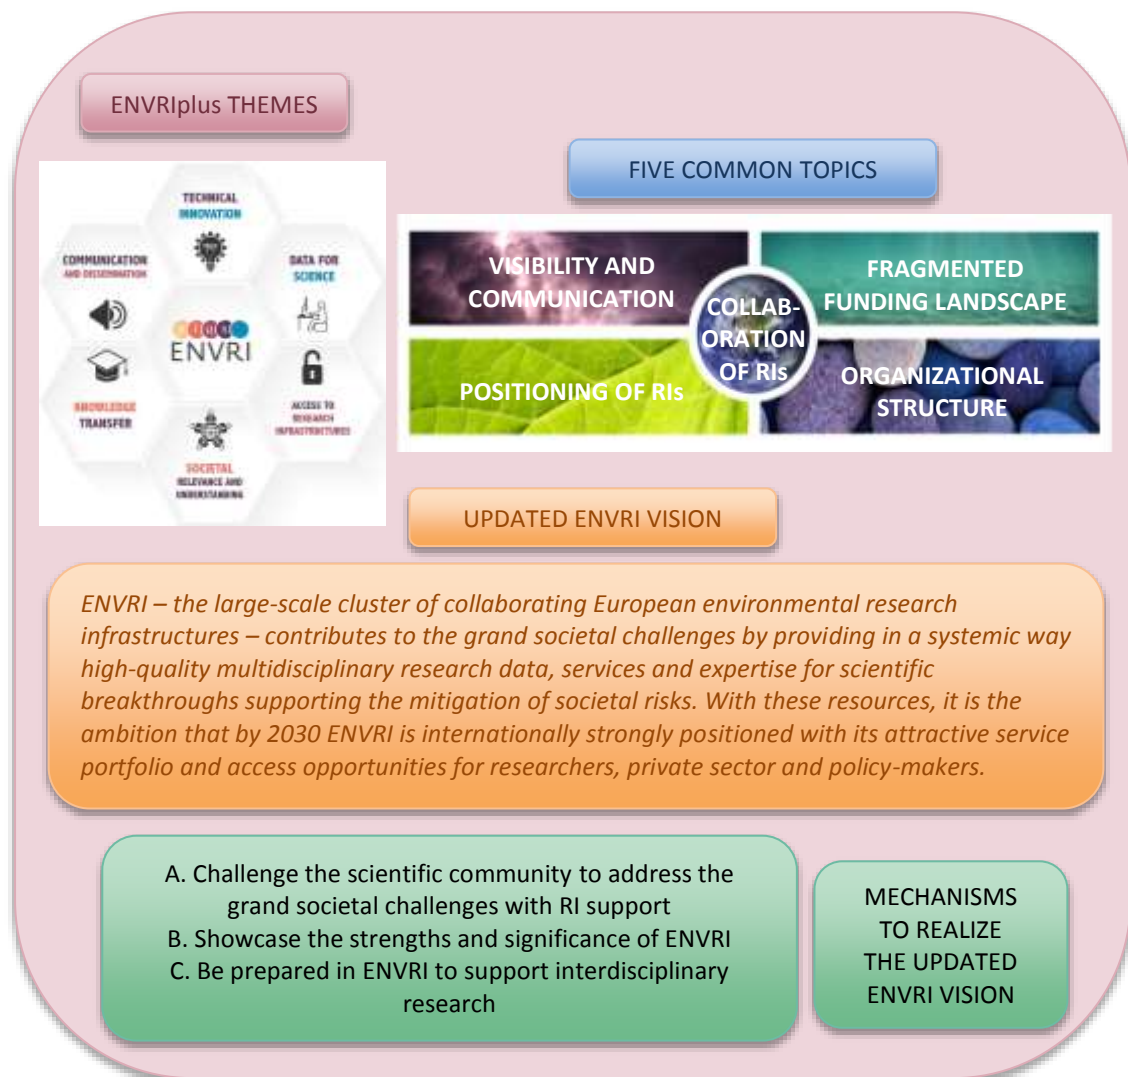 ENVRIplus THEMES
TECHNICAL
INNOVATION
COMMUNICATION
AND DISSEMINATION
DATA FOR
SCIENCE
ENVRI
KNOWLEDGE
TRANSFER
ACCESS TO
RESEARCH
INFRASTRUCTURES
SOCIETAL
RELEVANCE AND
UNDERSTANDING
FIVE COMMON TOPICS
VISIBILITY AND
COMMUNICATION
FRAGMENTED
FUNDING LANDSCAPE
COLLAB-
ORATION
OF RIs
POSITIONING OF RIs
ORGANIZATIONAL
STRUCTURE
UPDATED ENVRI VISION
ENVRI – the large-scale cluster of collaborating European environmental research
infrastructures – contributes to the grand societal challenges by providing in a systemic way
high-quality multidisciplinary research data, services and expertise for scientific
breakthroughs supporting the mitigation of societal risks. With these resources, it is the
ambition that by 2030 ENVRI is internationally strongly positioned with its attractive service
portfolio and access opportunities for researchers, private sector and policy-makers.
A. Challenge the scientific community to address the
grand societal challenges with RI support
B. Showcase the strengths and significance of ENVRI
C. Be prepared in ENVRI to support interdisciplinary
research
MECHANISMS
TO REALIZE
THE UPDATED
ENVRI VISION